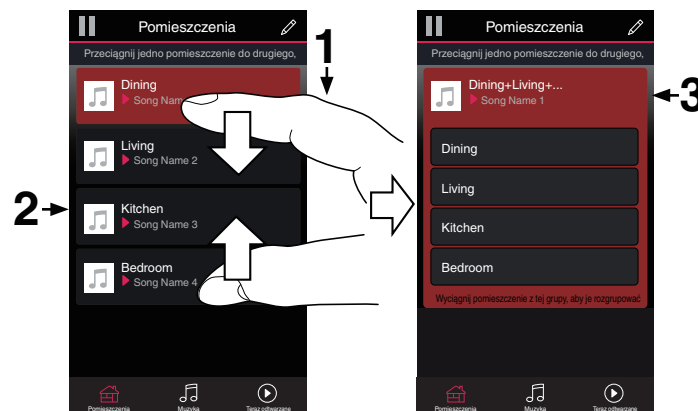 Pomieszczenia
Przeciągnij jedno pomieszczenie do drugiego,
1
Dining
Song Nam
Living
Song Name 2
2
Kitchen
Song Name 3
Bedroom
Song Name 4
Pomieszczenia
Muzyka
Teraz odtwarzane
Pomieszczenia
Przeciągnij jedno pomieszczenie do drugiego,
Dining+Living+...
Song Name 1
3
Dining
Living
Kitchen
Bedroom
Wyciągnij pomieszczenie z tej grupy, aby je rozgrupować
Pomieszczenia
Muzyka
Teraz odtwarzane